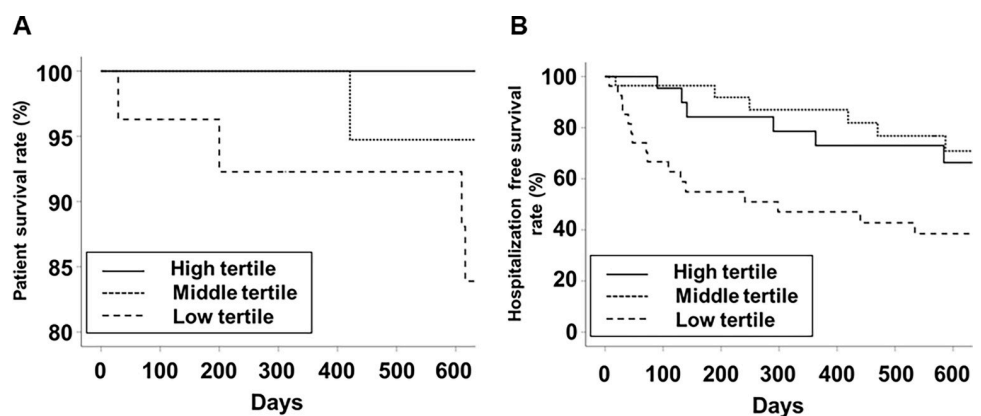 A
Patient survival rate (%)
100
95
90
85
80
High tertile
Middle tertile
Low tertile
0 100 200 300 400 500 600
Days
B
Hospitalization free survival
rate (%)
100
80
60
40
20
0
High tertile
Middle tertile
Low tertile
0 100 200 300 400 500 600
Days